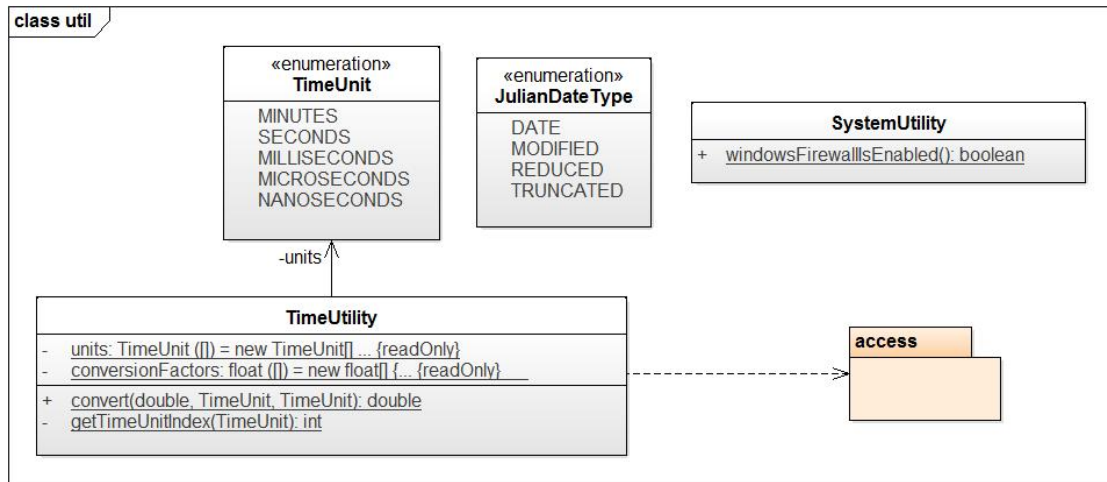 class util
«enumeration»
TimeUnit
MINUTES
SECONDS
MILLISECONDS
MICROSECONDS
NANOSECONDS
«enumeration»
JulianDateType
DATE
MODIFIED
REDUCED
TRUNCATED
SystemUtility
+ windowsFirewallIsEnabled(): boolean
-units
TimeUtility
- units: TimeUnit ([]) = new TimeUnit[] ... {readOnly}
- conversionFactors: float ([]) = new float[] {... {readOnly}
+ convert(double, TimeUnit, TimeUnit): double
- getTimeUnitIndex(TimeUnit): int
access